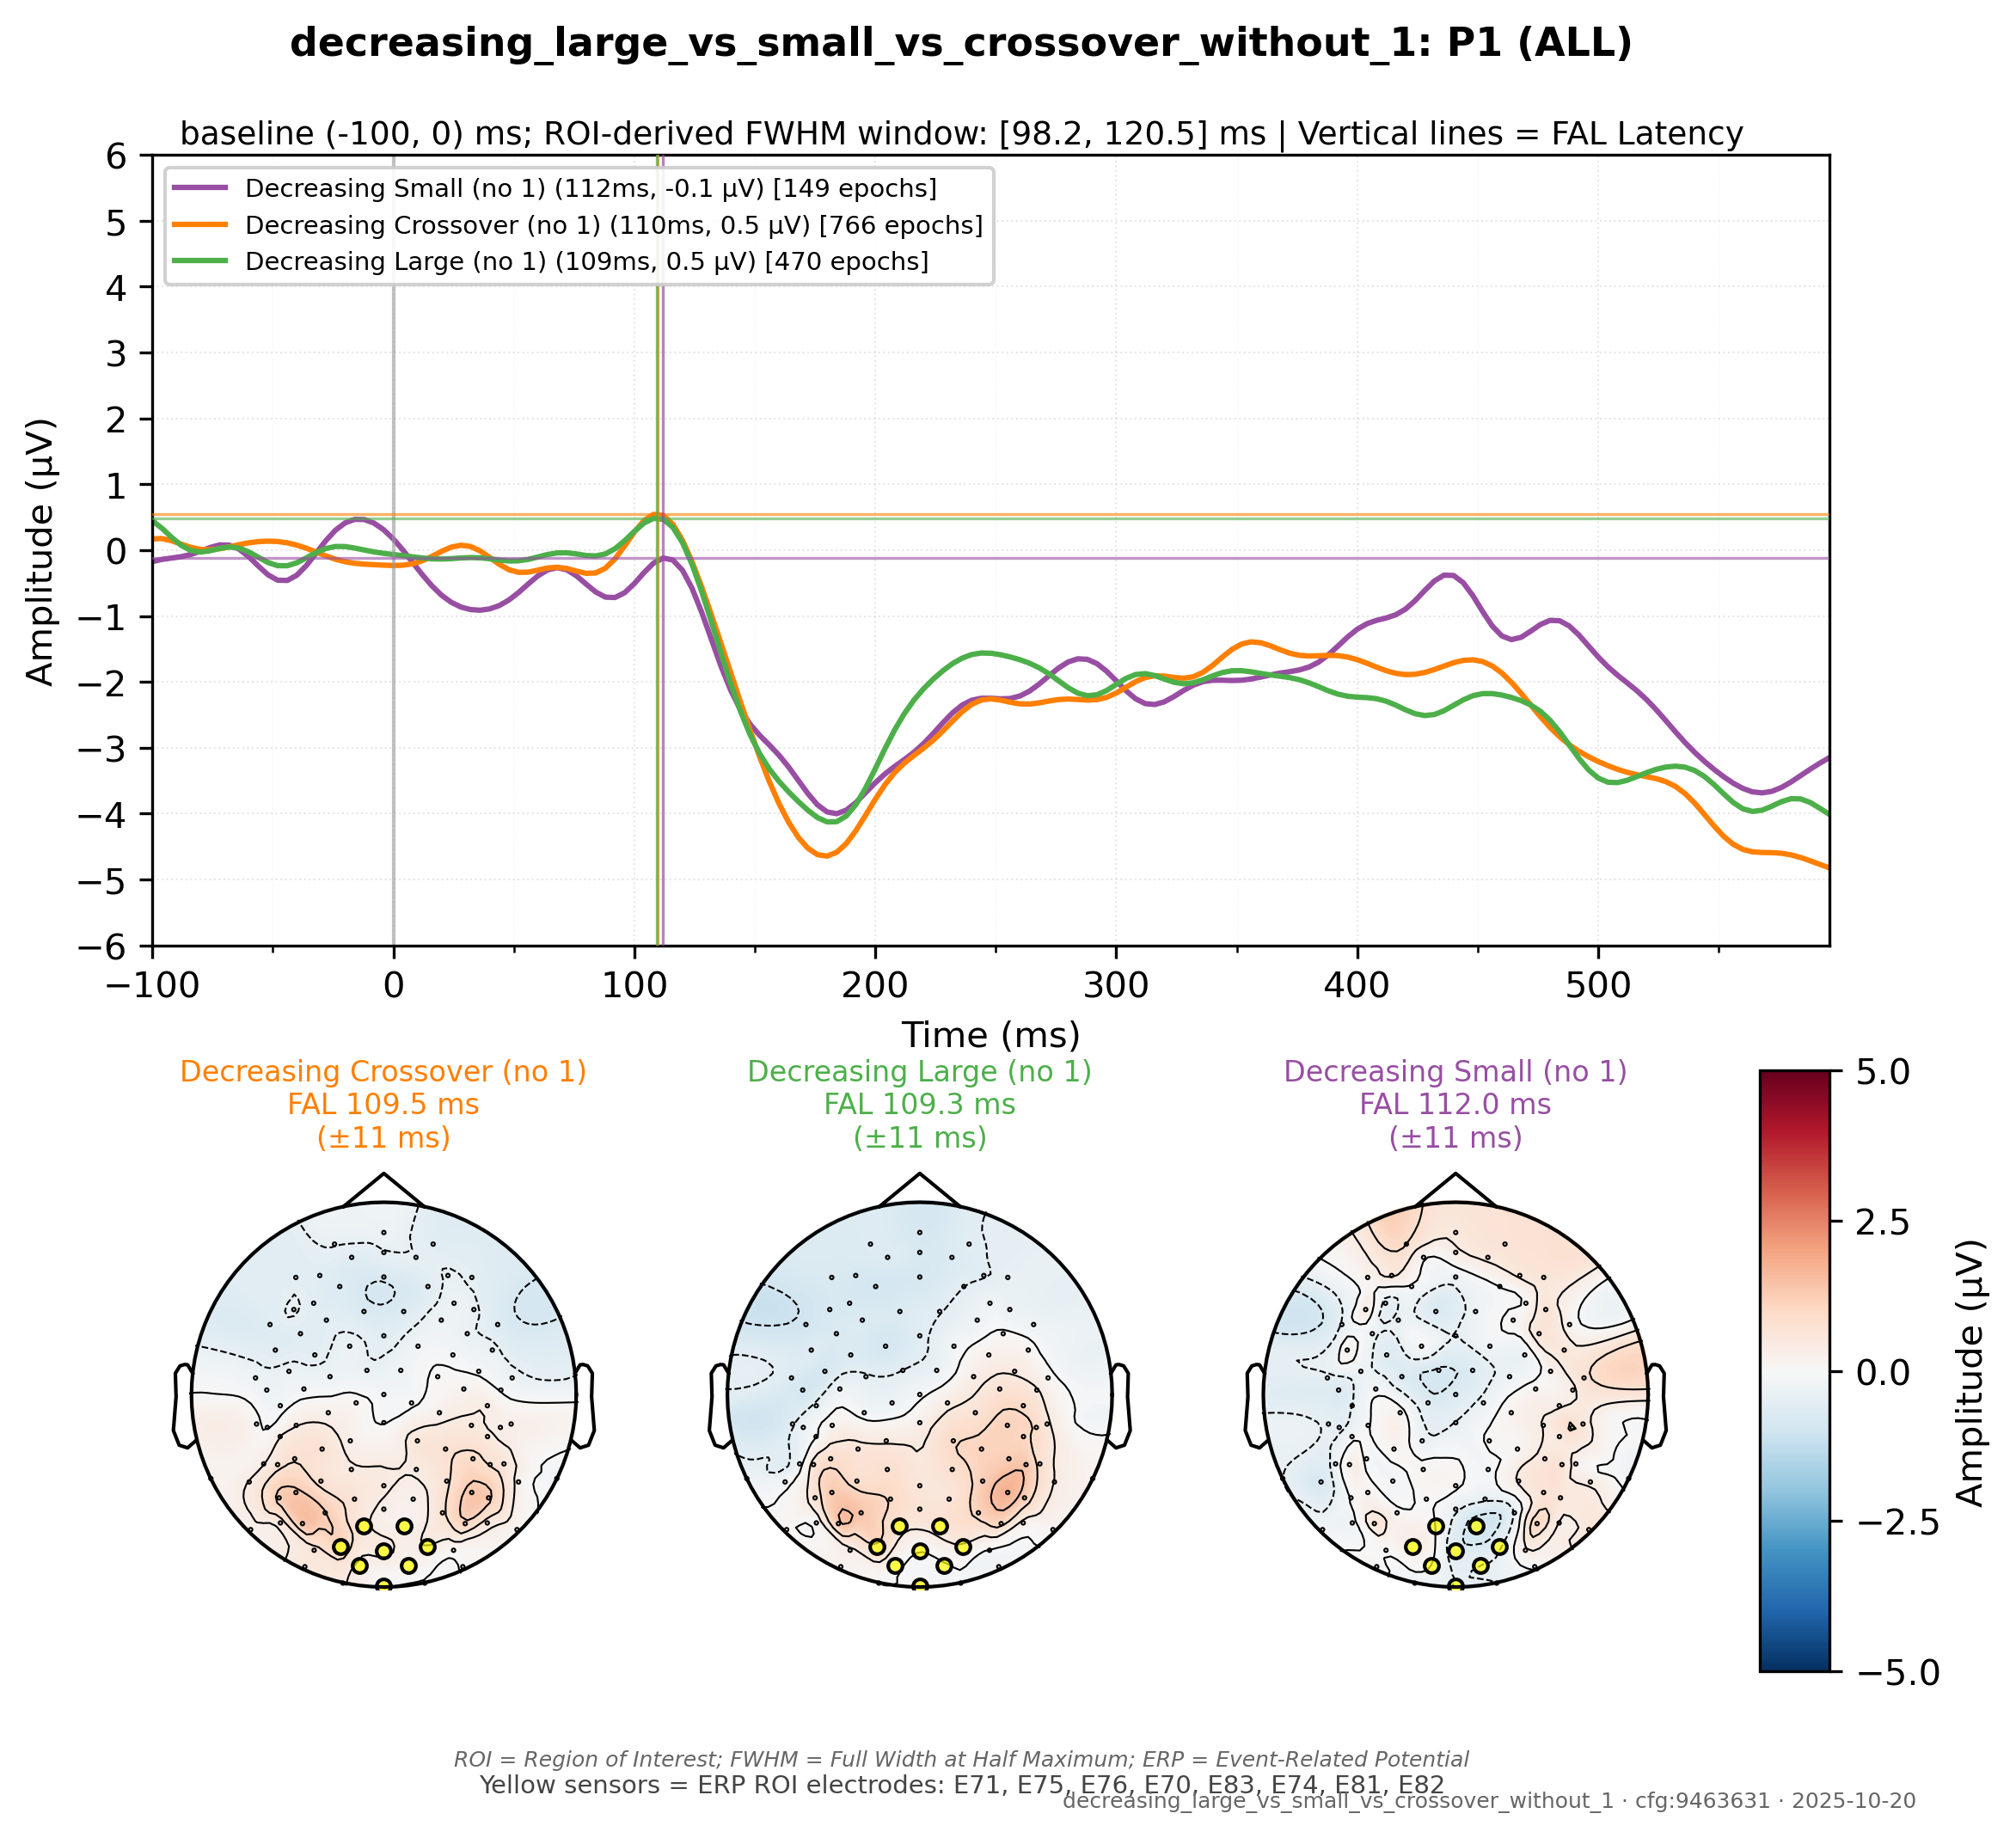 decreasing_large_vs_small_vs_crossover_without_1: P1 (ALL)
baseline (-100, 0) ms; ROI-derived FWHM window: [98.2, 120.5] ms | Vertical lines = FAL Latency
Decreasing Small (no 1) (112ms, -0.1 µV) [149 epochs]
Decreasing Crossover (no 1) (110ms, 0.5 µV) [766 epochs]
Decreasing Large (no 1) (109ms, 0.5 µV) [470 epochs]
Amplitude (µV)
6
5
4
3
2
1
0
−1
−2
−3
−4
−5
−6
−100 0 100 200 300 400 500
Time (ms)
Decreasing Crossover (no 1)
FAL 109.5 ms
(±11 ms)
Decreasing Large (no 1)
FAL 109.3 ms
(±11 ms)
Decreasing Small (no 1)
FAL 112.0 ms
(±11 ms)
5.0
2.5
0.0
−2.5
−5.0
Amplitude (µV)
ROI = Region of Interest; FWHM = Full Width at Half Maximum; ERP = Event-Related Potential
Yellow sensors = ERP ROI electrodes: E71, E75, E76, E70, E83, E74, E81, E82
decreasing_large_vs_small_vs_crossover_without_1 · cfg:9463631 · 2025-10-20